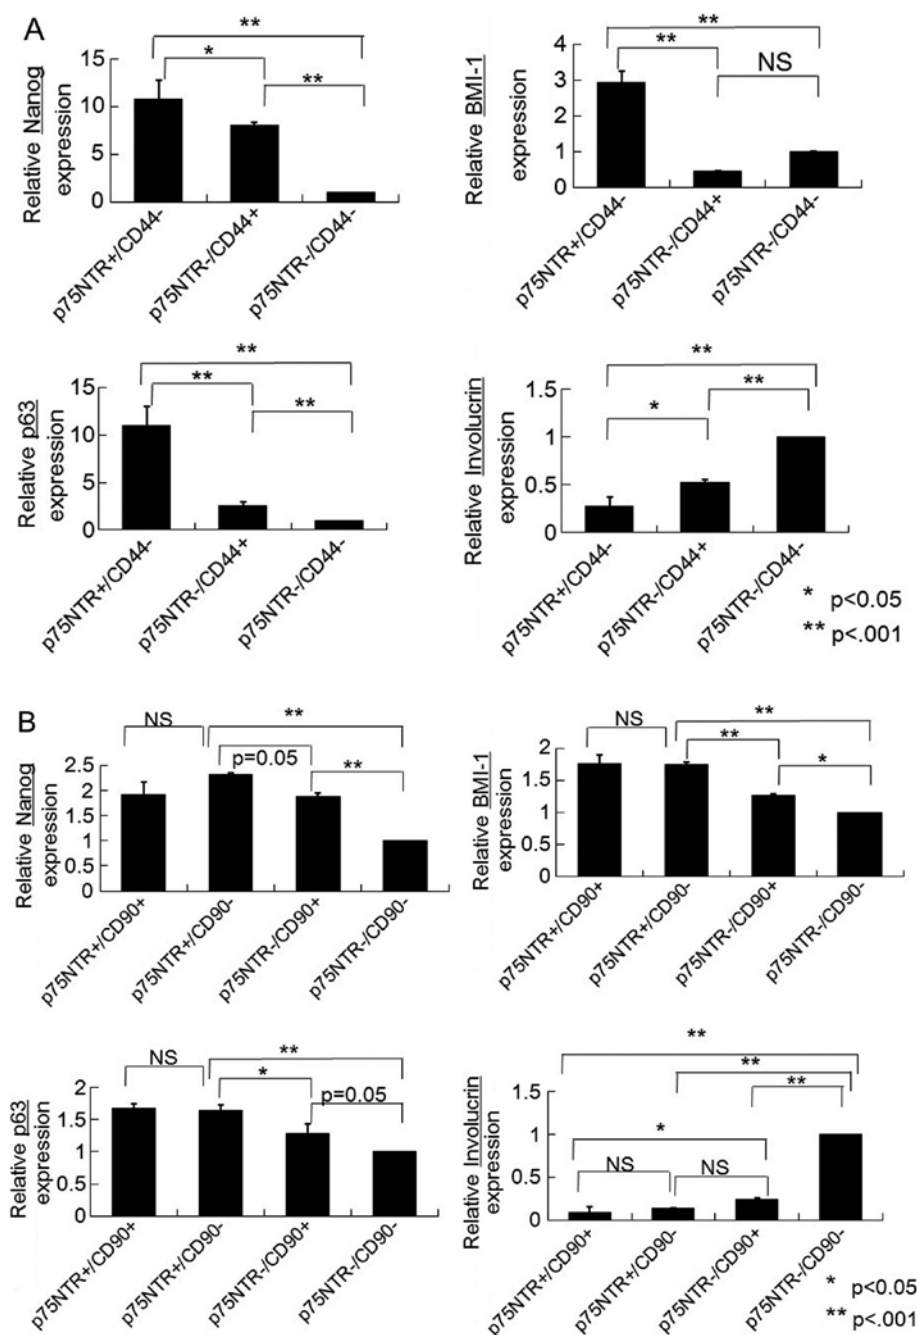 A
Relative Nanog
expression
15
10
5
0
**
*
**
p75NTR+/CD44-
p75NTR-/CD44+
p75NTR-/CD44-
Relative BMI-1
expression
4
3
2
1
0
**
**
NS
p75NTR+/CD44-
p75NTR-/CD44+
p75NTR-/CD44-
Relative p63
expression
15
10
5
0
**
**
**
p75NTR+/CD44-
p75NTR-/CD44+
p75NTR-/CD44-
Relative Involucrin
expression
1.5
1
0.5
0
**
*
**
p75NTR+/CD44-
p75NTR-/CD44+
p75NTR-/CD44-
* p<0.05
** p<.001
B
Relative Nanog
expression
2.5
2
1.5
1
0.5
0
NS
**
p=0.05
**
p75NTR+/CD90+
p75NTR+/CD90-
p75NTR-/CD90+
p75NTR-/CD90-
Relative BMI-1
expression
2
1.5
1
0.5
0
NS
**
**
*
p75NTR+/CD90+
p75NTR+/CD90-
p75NTR-/CD90+
p75NTR-/CD90-
Relative p63
expression
2
1.5
1
0.5
0
NS
**
*
p=0.05
p75NTR+/CD90+
p75NTR+/CD90-
p75NTR-/CD90+
p75NTR-/CD90-
Relative Involucrin
expression
1.5
1
0.5
0
**
**
**
*
NS
NS
p75NTR+/CD90+
p75NTR+/CD90-
p75NTR-/CD90+
p75NTR-/CD90-
* p<0.05
** p<.001